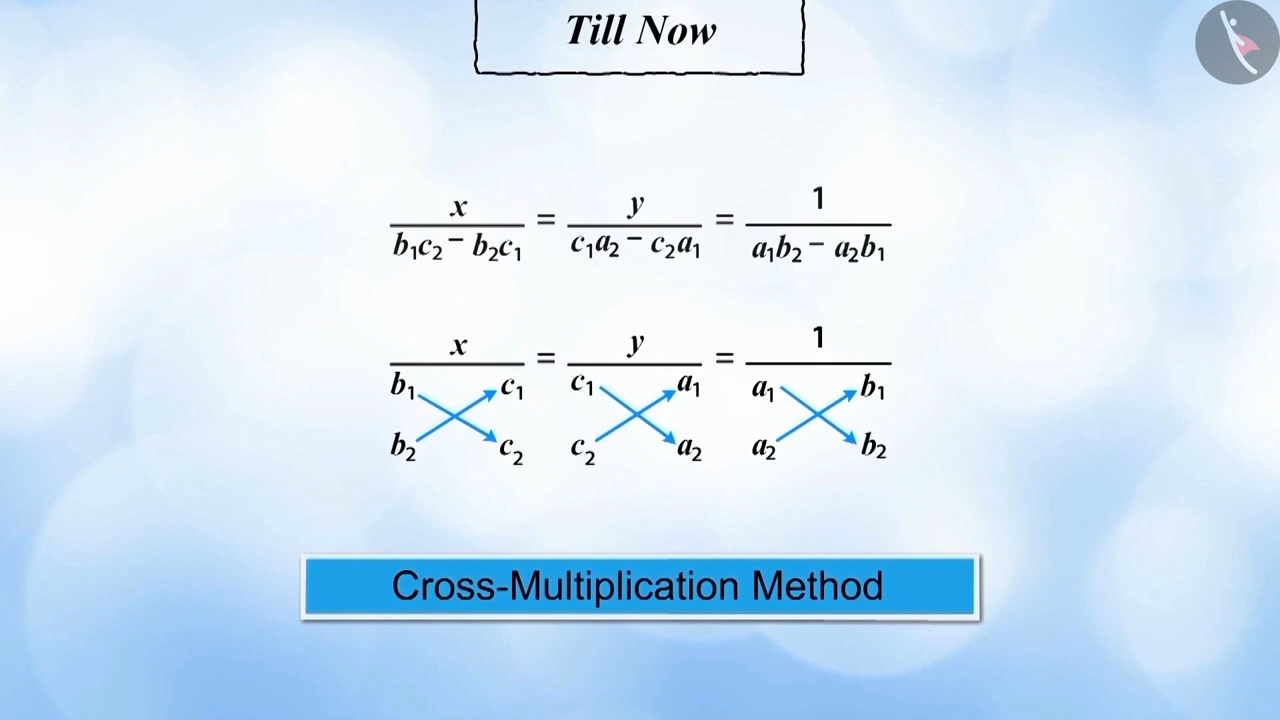 Till Now
x/(b₁c₂ − b₂c₁) = y/(c₁a₂ − c₂a₁) = 1/(a₁b₂ − a₂b₁)
x = y = 1
b₁ c₁ c₁ a₁ a₁ b₁
b₂ c₂ c₂ a₂ a₂ b₂
Cross-Multiplication Method